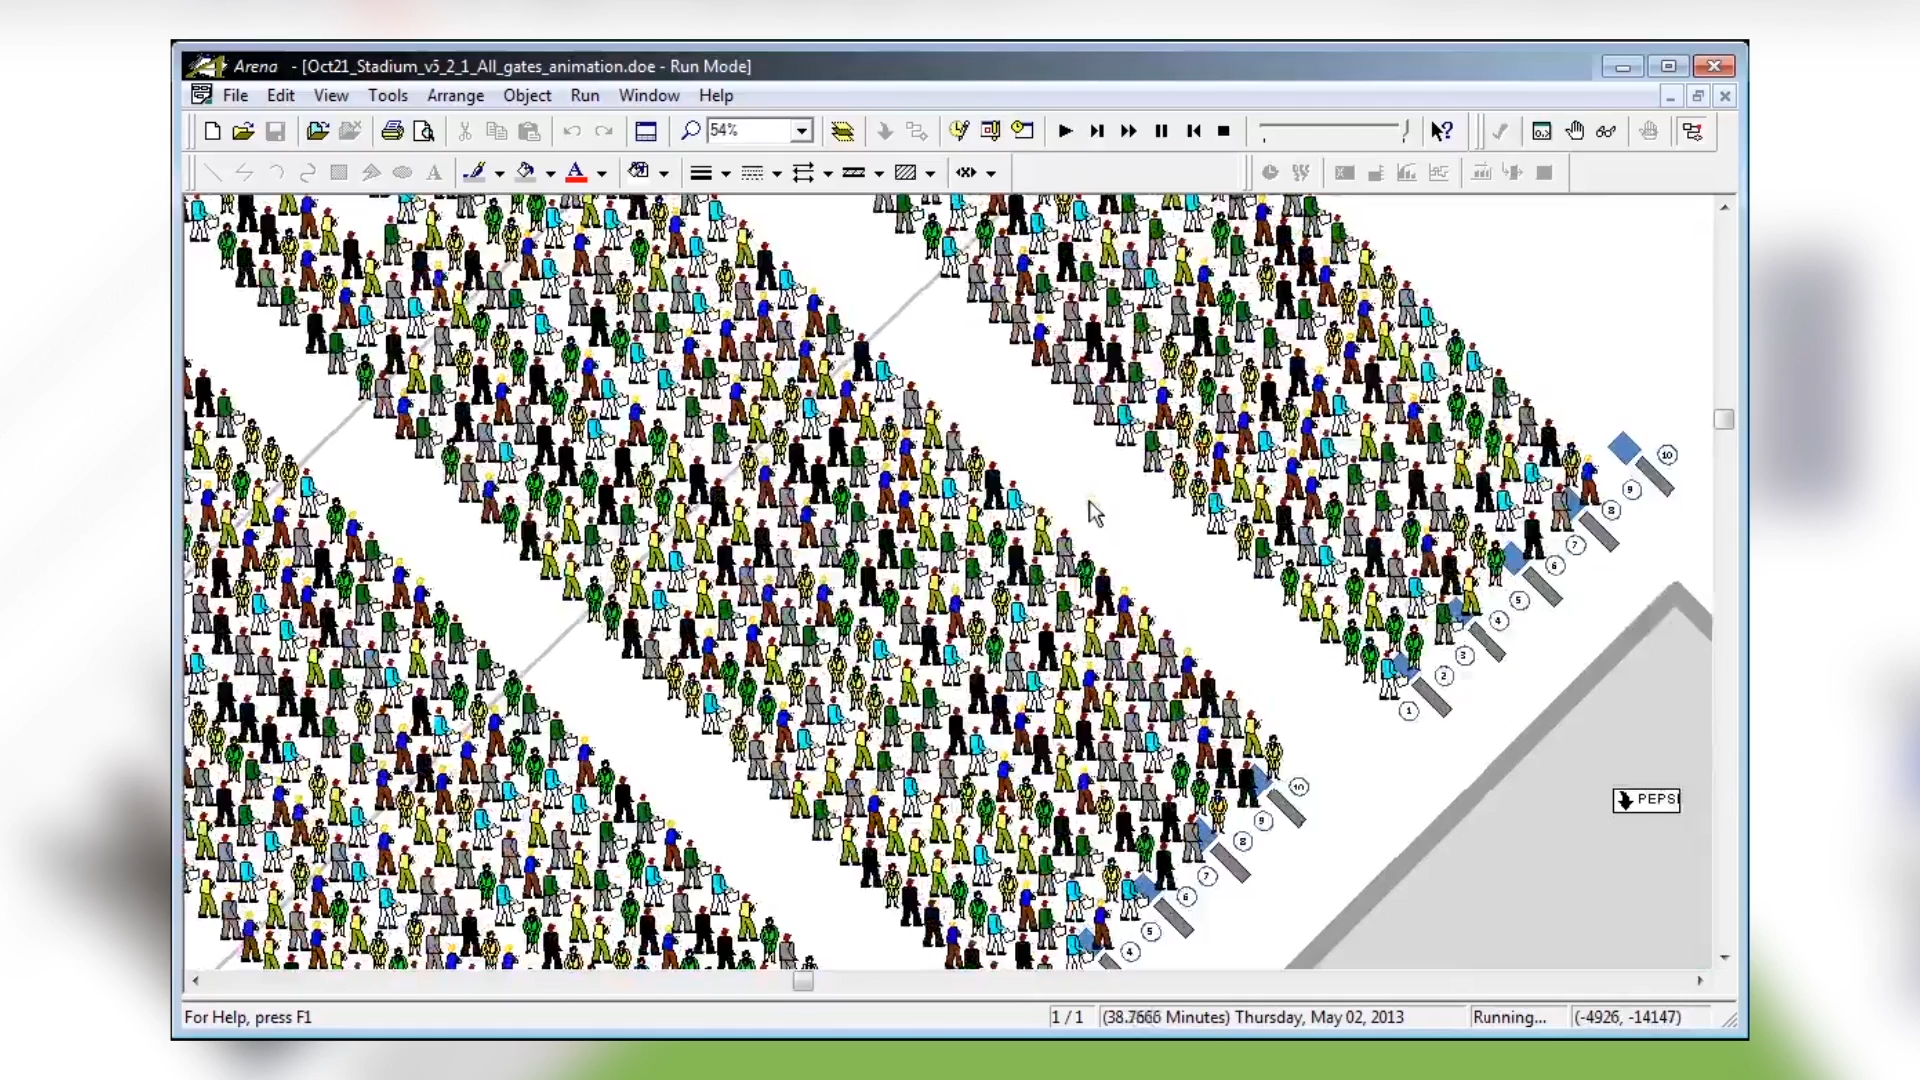 Arena - [Oct21_Stadium_v5_2_1_All_gates_animation.doe - Run Mode]
File Edit View Tools Arrange Object Run Window Help
54%
10
9
8
7
6
5
4
3
2
1
10
9
8
7
6
5
4
PEPSI
For Help, press F1
1 / 1
(38.7666 Minutes) Thursday, May 02, 2013
Running...
(-4926, -14147)